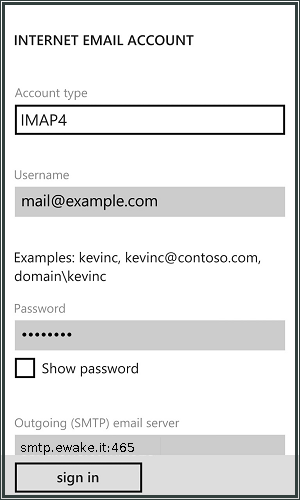 INTERNET EMAIL ACCOUNT
Account type
IMAP4
Username
mail@example.com
Examples: kevinc, kevinc@contoso.com,
domain\kevinc
Password
••••••••
Show password
Outgoing (SMTP) email server
smtp.ewake.it:465
sign in